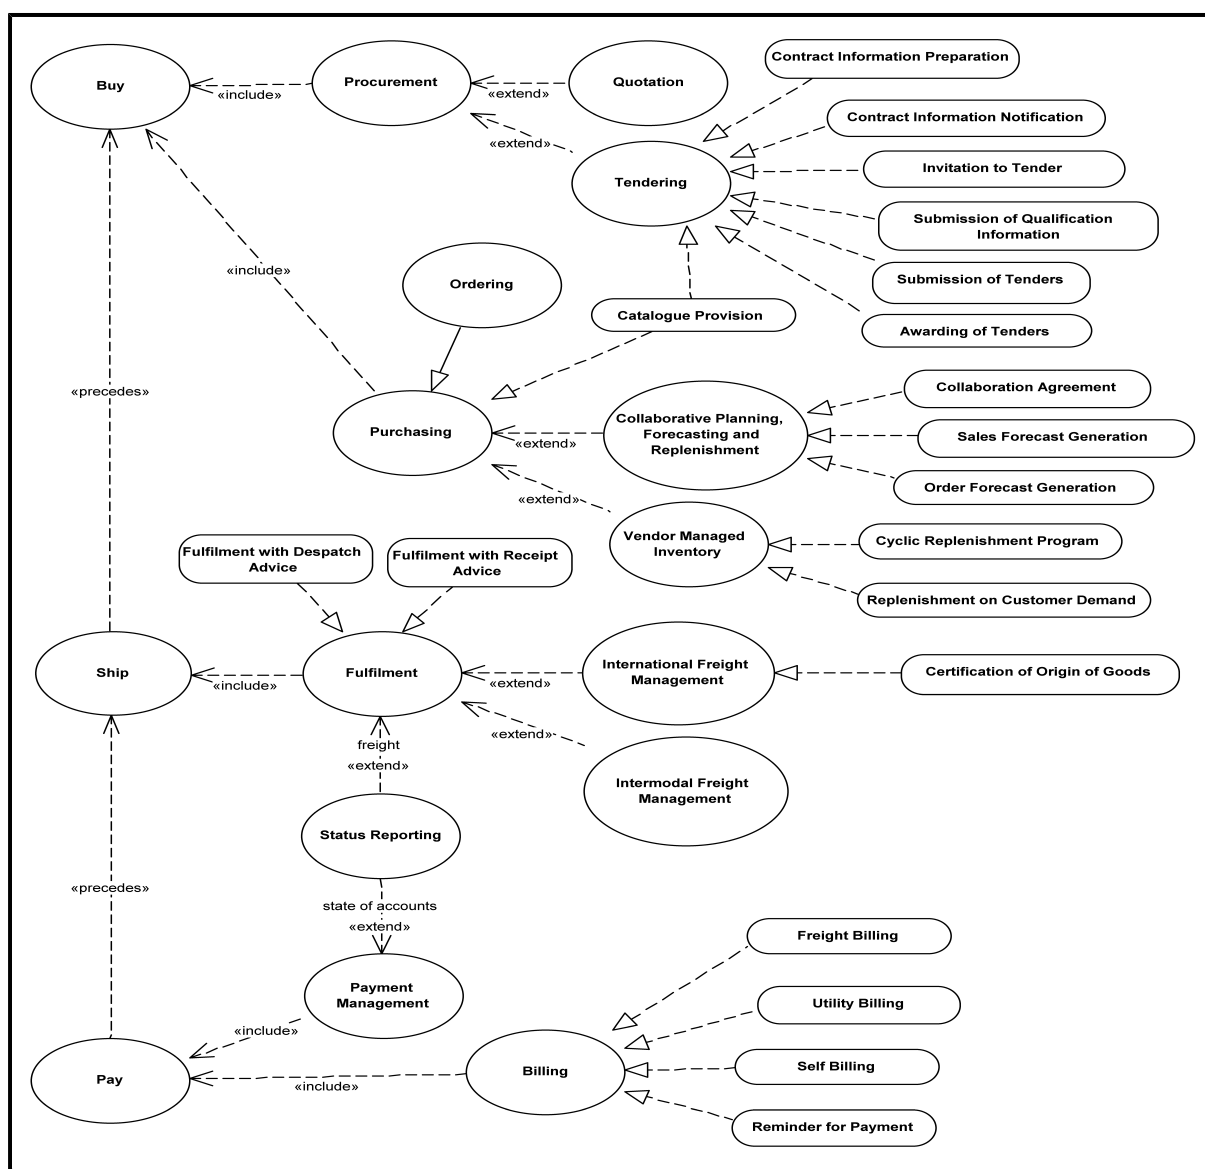 Contract Information Preparation
Buy
«include»
Procurement
«extend»
Quotation
Contract Information Notification
«extend»
Tendering
Invitation to Tender
Submission of Qualification
Information
«include»
Ordering
Submission of Tenders
Catalogue Provision
Awarding of Tenders
«precedes»
Collaboration Agreement
Purchasing
«extend»
Collaborative Planning,
Forecasting and
Replenishment
Sales Forecast Generation
Order Forecast Generation
«extend»
Vendor Managed
Inventory
Cyclic Replenishment Program
Replenishment on Customer Demand
Fulfilment with Despatch
Advice
Fulfilment with Receipt
Advice
Ship
«include»
Fulfilment
«extend»
International Freight
Management
Certification of Origin of Goods
«extend»
freight
«extend»
Intermodal Freight
Management
Status Reporting
«precedes»
state of accounts
«extend»
Freight Billing
Payment
Management
Utility Billing
«include»
Pay
«include»
Billing
Self Billing
Reminder for Payment